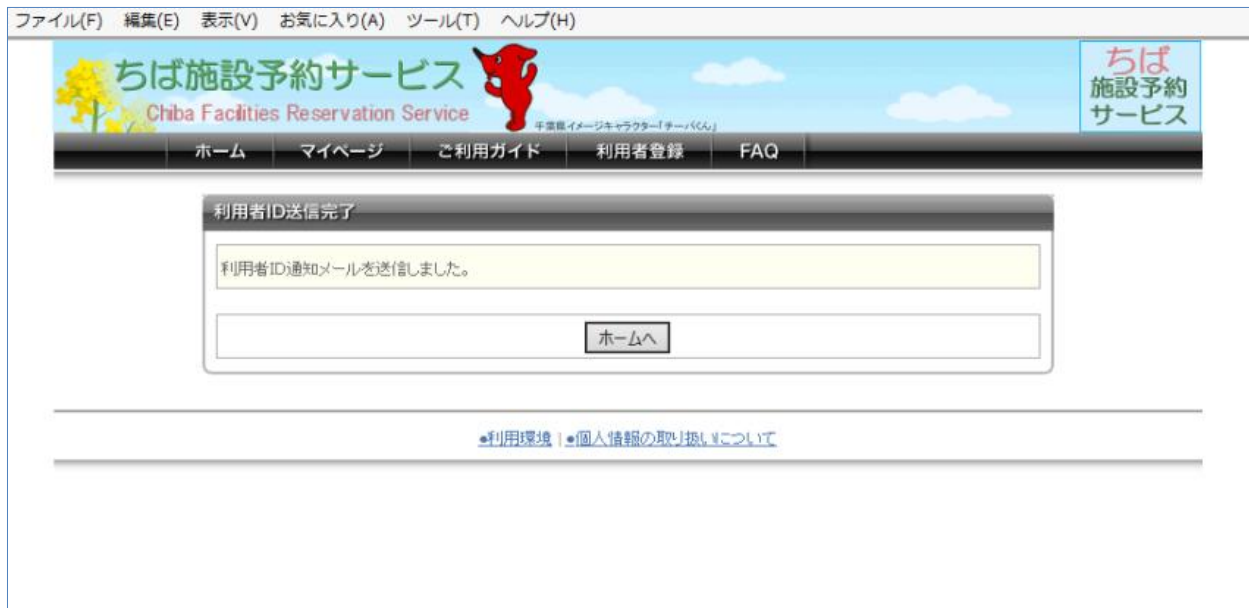 ファイル(F) 編集(E) 表示(V) お気に入り(A) ツール(T) ヘルプ(H)
ちば施設予約サービス
Chiba Facilities Reservation Service
千葉県イメージキャラクター「チーバくん」
ちば
施設予約
サービス
ホーム マイページ ご利用ガイド 利用者登録 FAQ
利用者ID送信完了
利用者ID通知メールを送信しました。
ホームへ
●利用環境 | ●個人情報の取り扱いについて